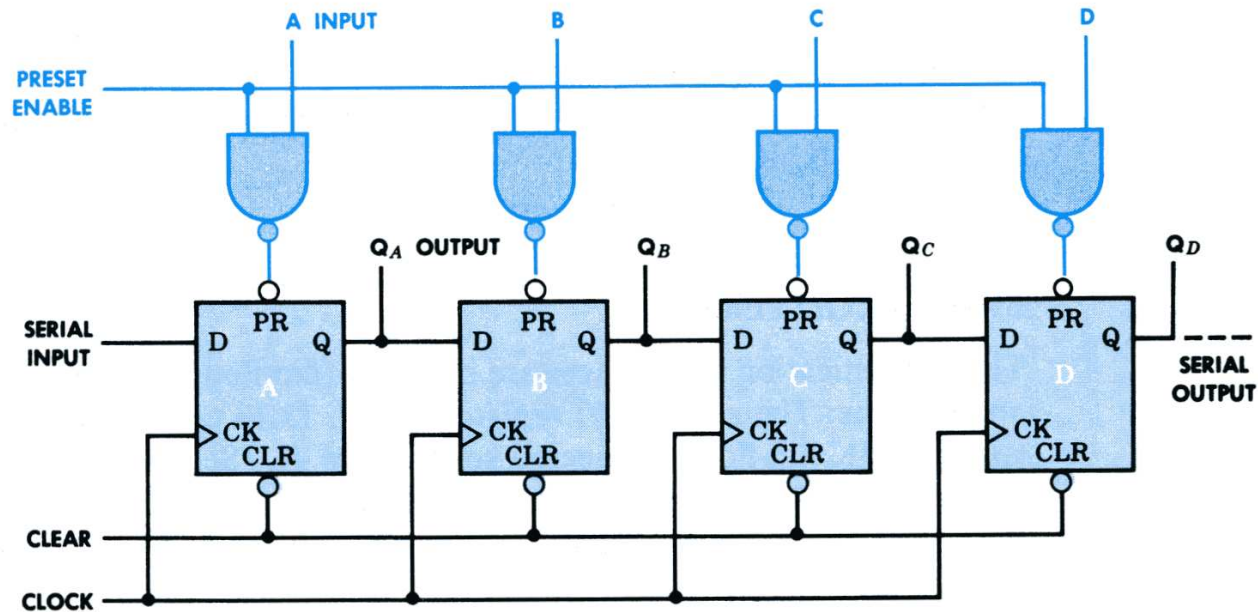 A INPUT
B
C
D
PRESET
ENABLE
Q_A OUTPUT
Q_B
Q_C
Q_D
SERIAL
INPUT
D PR Q
A
CK
CLR
D PR Q
B
CK
CLR
D PR Q
C
CK
CLR
D PR Q
D
CK
CLR
SERIAL
OUTPUT
CLEAR
CLOCK